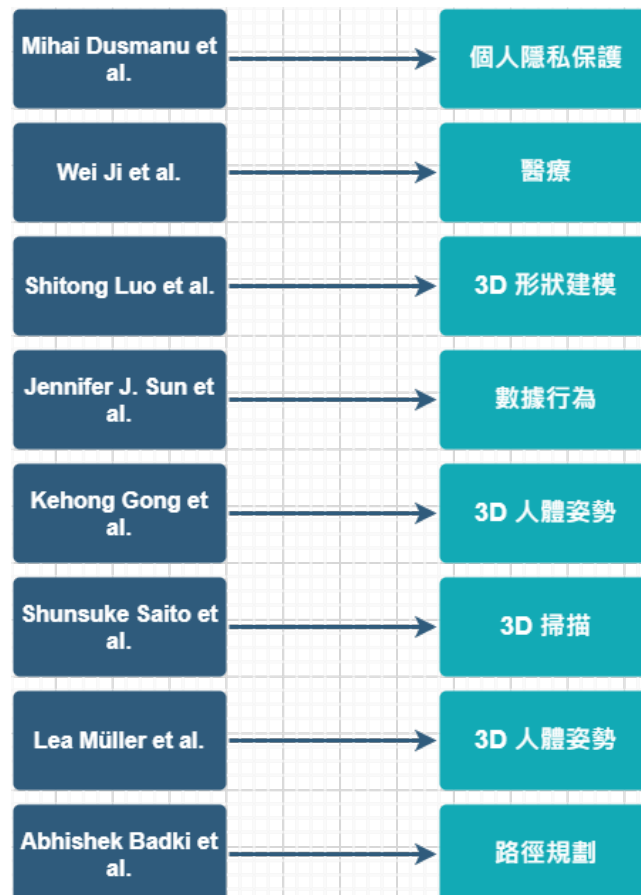 Mihai Dusmanu et
al.
個人隱私保護
Wei Ji et al.
醫療
Shitong Luo et al.
3D 形狀建模
Jennifer J. Sun et
al.
數據行為
Kehong Gong et
al.
3D 人體姿勢
Shunsuke Saito et
al.
3D 掃描
Lea Müller et al.
3D 人體姿勢
Abhishek Badki et
al.
路徑規劃